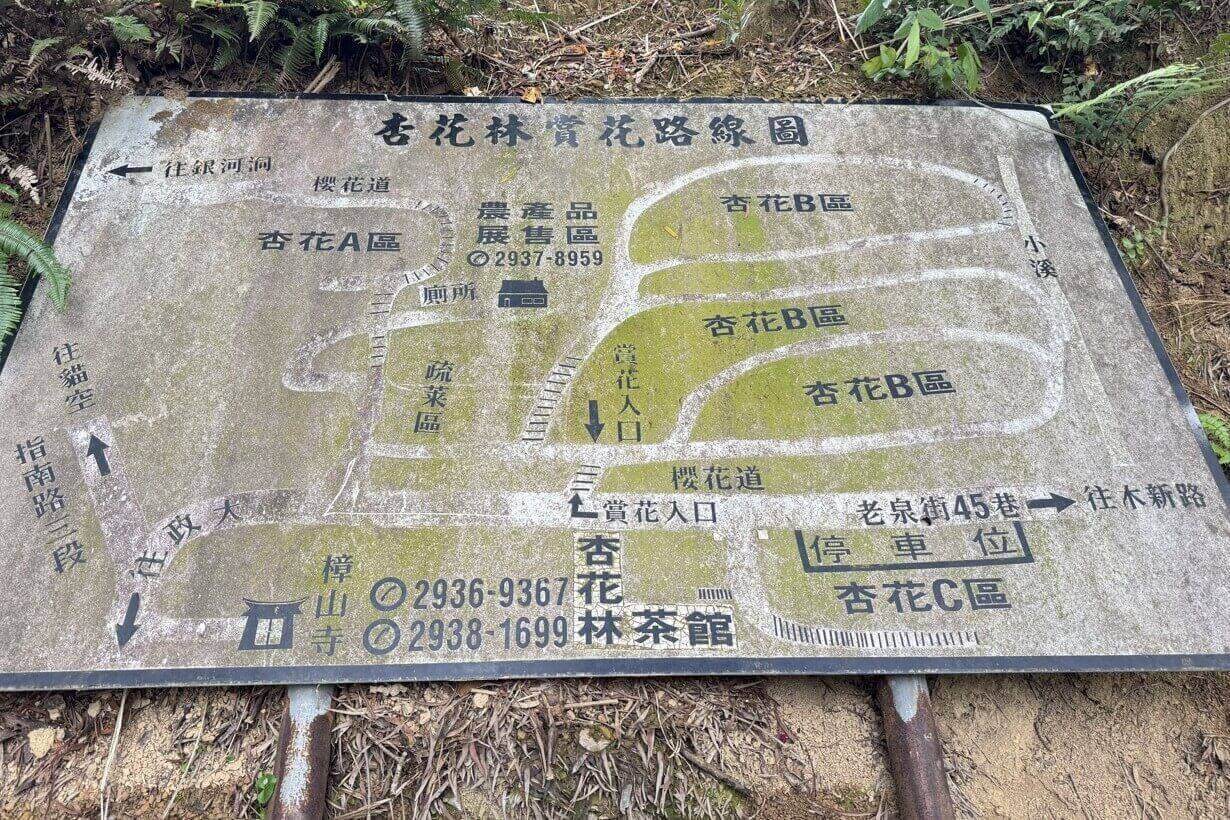 杏花林賞花路線圖
往銀河洞
櫻花道
杏花A區
農產品
展售區
2937-8959
廁所
杏花B區
小溪
杏花B區
杏花B區
賞花入口
疏菜區
往貓空
指南路三段
往政大
櫻花道
賞花入口
老泉街45巷
往木新路
停車位
杏花C區
樟山寺
2936-9367
2938-1699
杏花林茶館